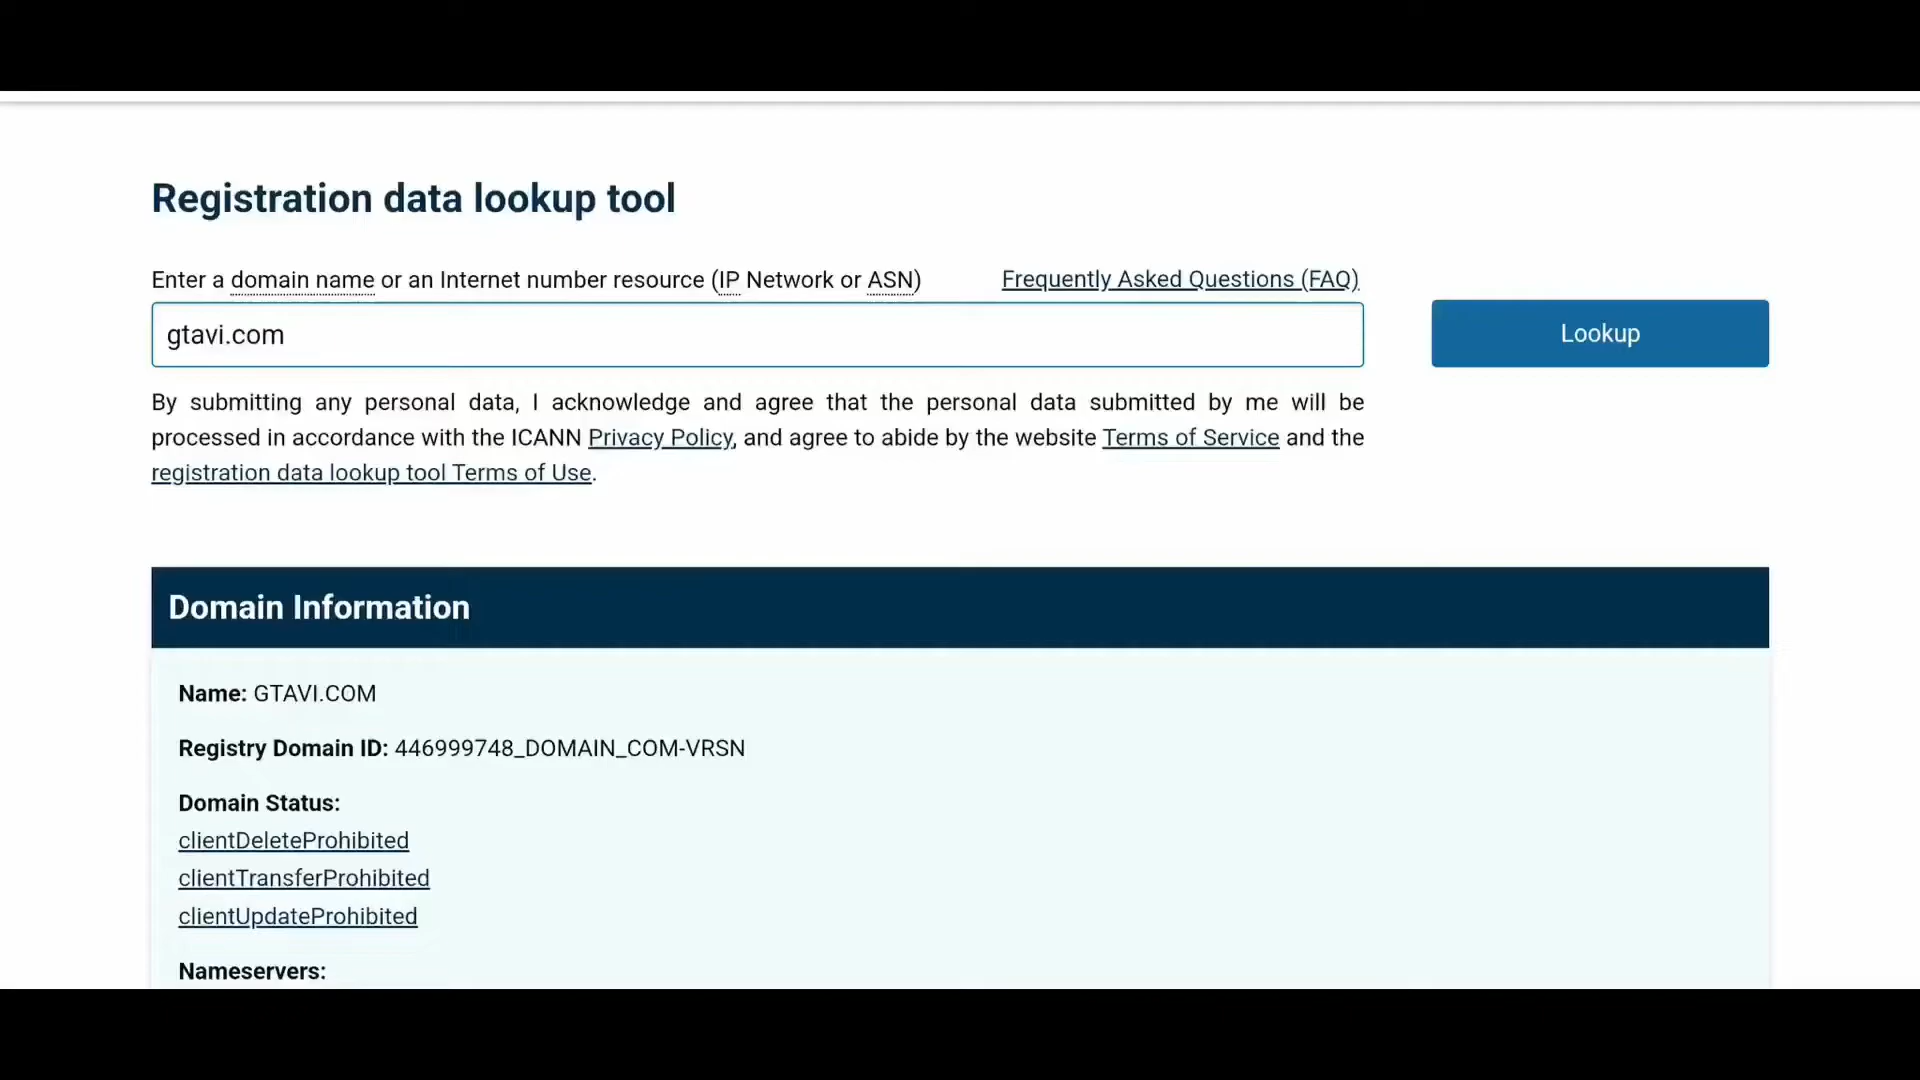 Registration data lookup tool
Enter a domain name or an Internet number resource (IP Network or ASN)
Frequently Asked Questions (FAQ)
gtavi.com
Lookup
By submitting any personal data, I acknowledge and agree that the personal data submitted by me will be
processed in accordance with the ICANN Privacy Policy, and agree to abide by the website Terms of Service and the
registration data lookup tool Terms of Use.
Domain Information
Name: GTAVI.COM
Registry Domain ID: 446999748_DOMAIN_COM-VRSN
Domain Status:
clientDeleteProhibited
clientTransferProhibited
clientUpdateProhibited
Nameservers: